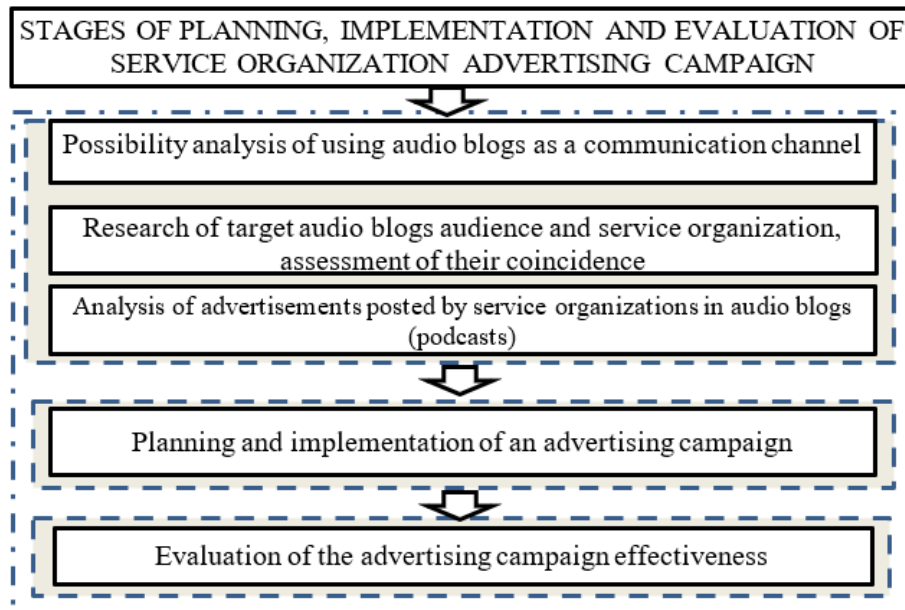 STAGES OF PLANNING, IMPLEMENTATION AND EVALUATION OF
SERVICE ORGANIZATION ADVERTISING CAMPAIGN
Possibility analysis of using audio blogs as a communication channel
Research of target audio blogs audience and service organization,
assessment of their coincidence
Analysis of advertisements posted by service organizations in audio blogs
(podcasts)
Planning and implementation of an advertising campaign
Evaluation of the advertising campaign effectiveness